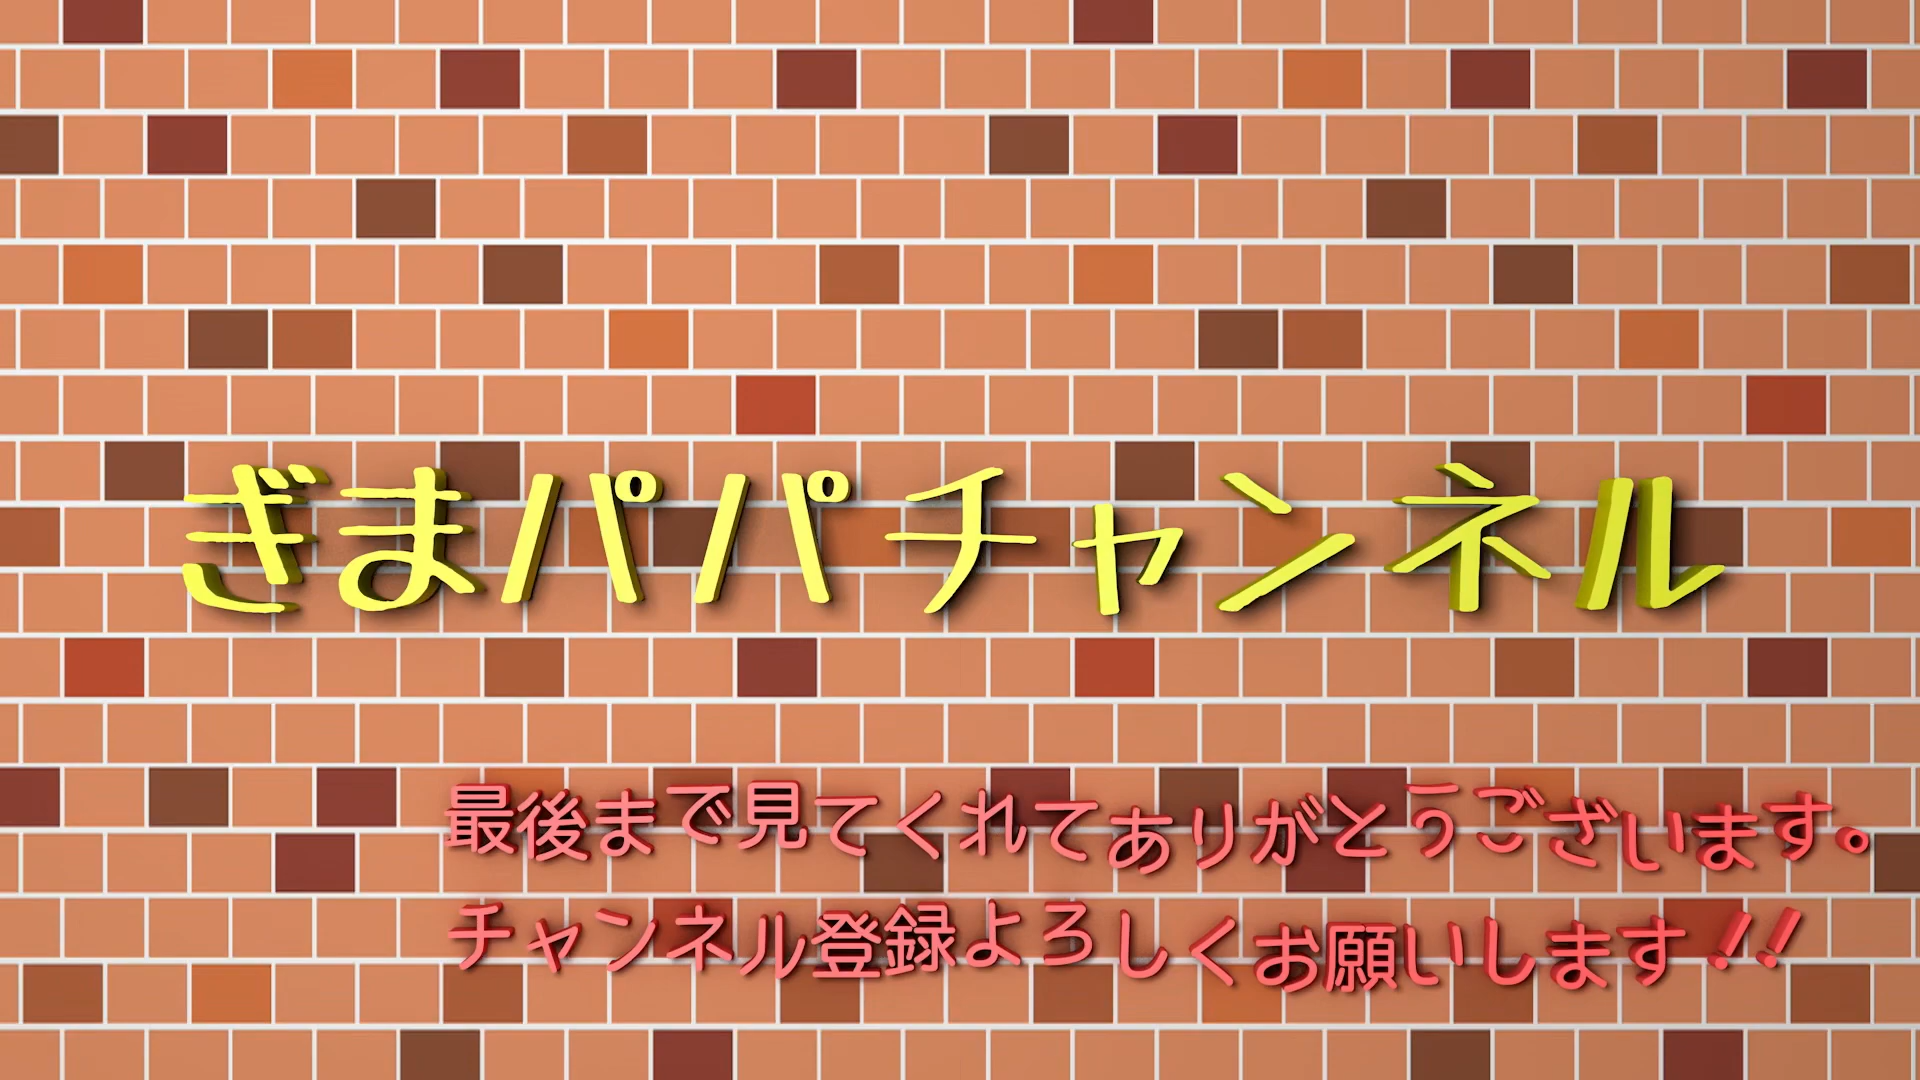 ぎまパパチャンネル
最後まで見てくれてありがとうございます。
チャンネル登録よろしくお願いします!!